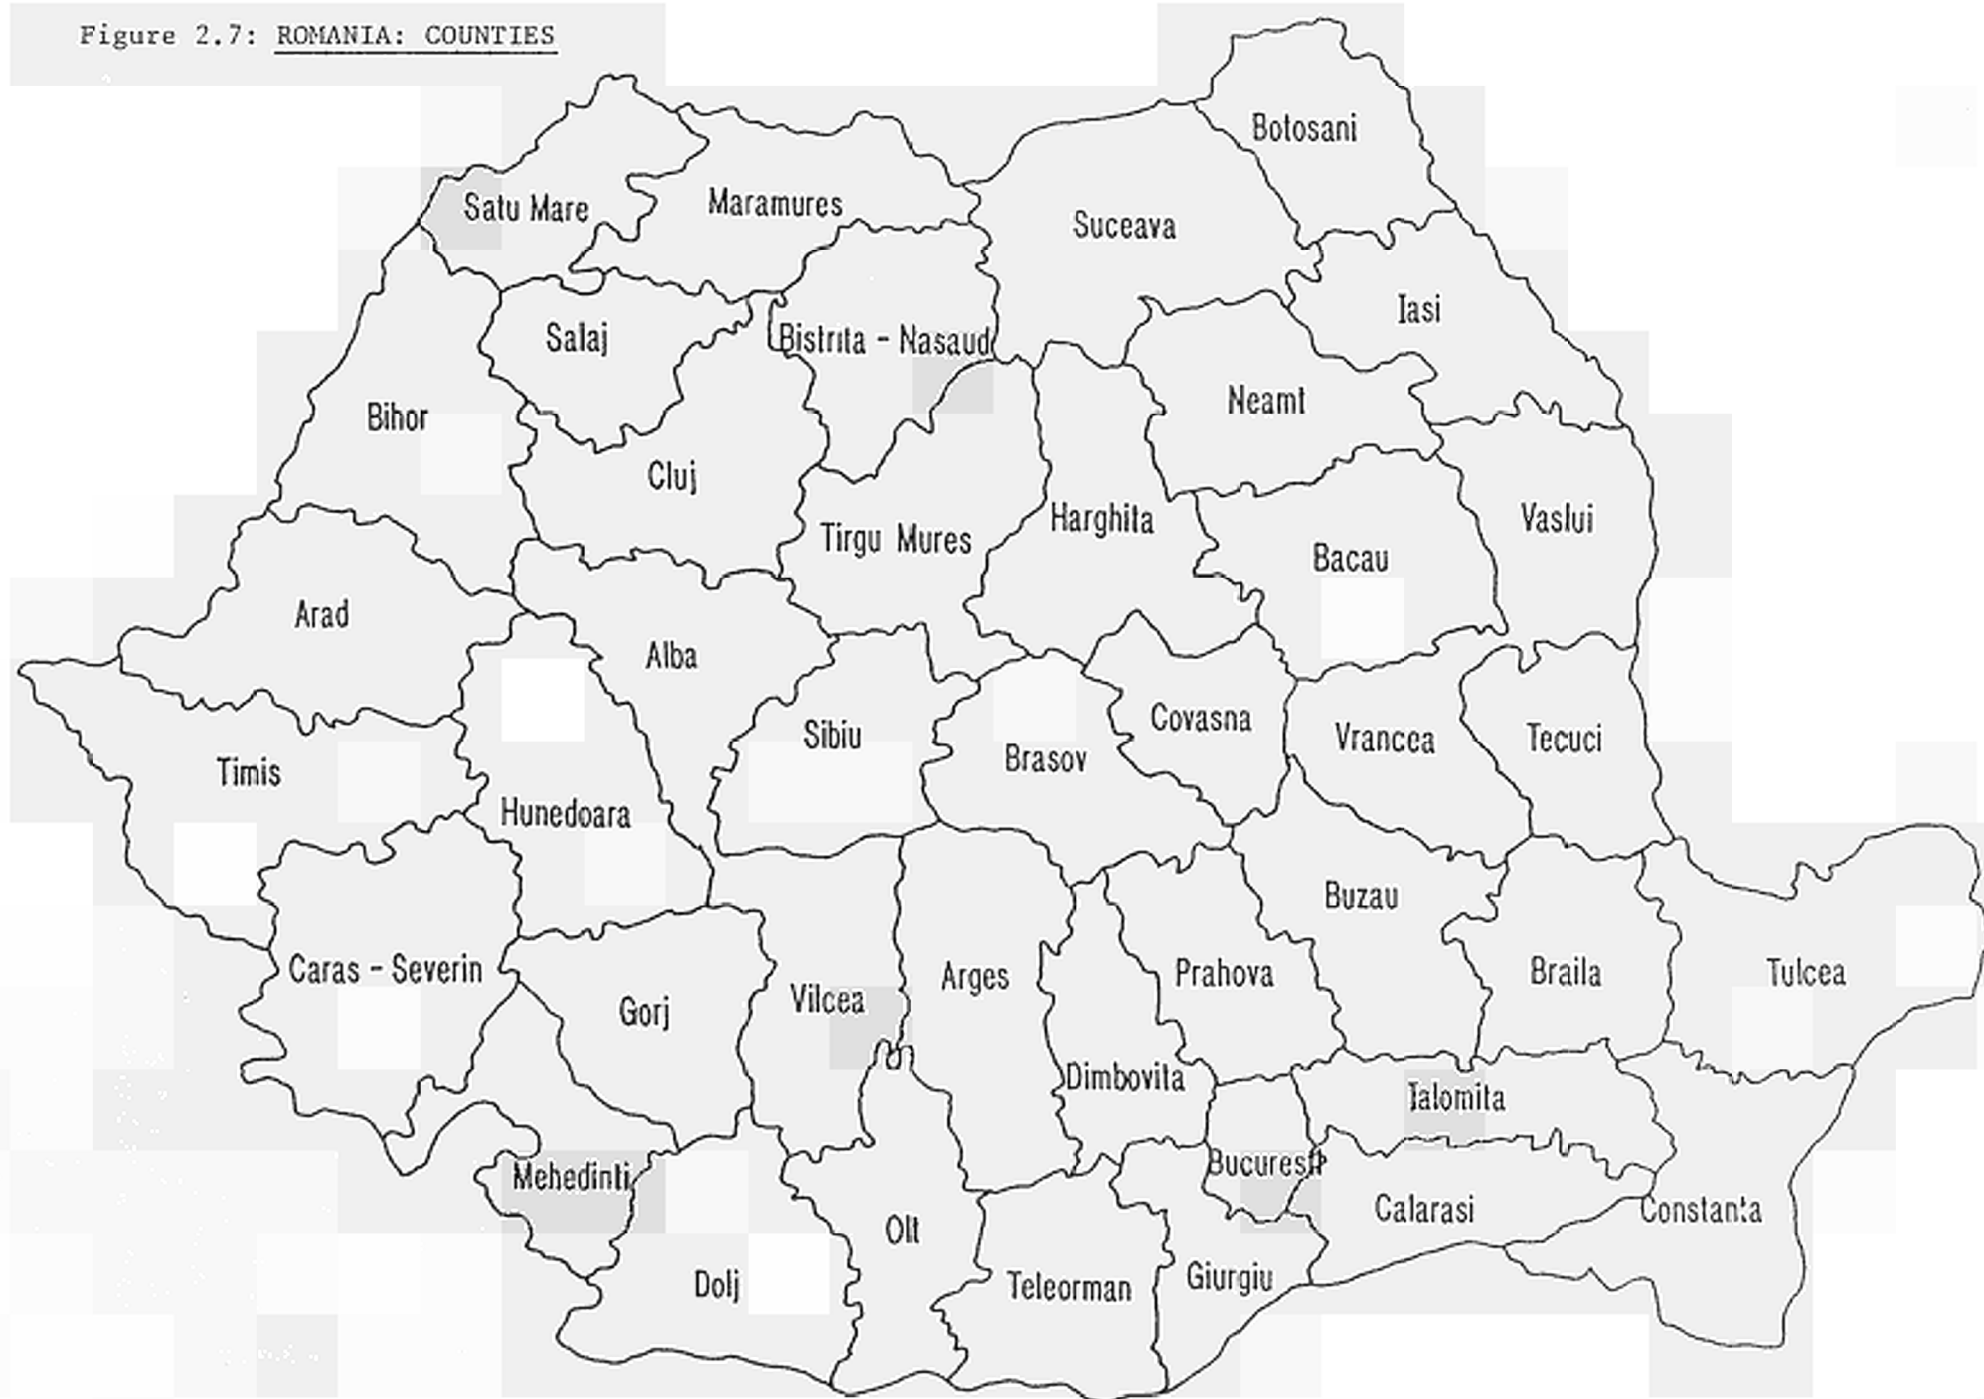 Figure 2.7: ROMANIA: COUNTIES
Botosani
Satu Mare
Maramures
Suceava
Iasi
Salaj
Bistrita - Nasaud
Bihor
Neamt
Cluj
Tirgu Mures
Harghita
Vaslui
Bacau
Arad
Alba
Covasna
Sibiu
Vrancea
Tecuci
Brasov
Timis
Hunedoara
Buzau
Caras - Severin
Arges
Prahova
Braila
Tulcea
Vilcea
Gorj
Dimbovita
Ialomita
Bucuresti
Mehedinti
Calarasi
Constanta
Olt
Dolj
Teleorman
Giurgiu